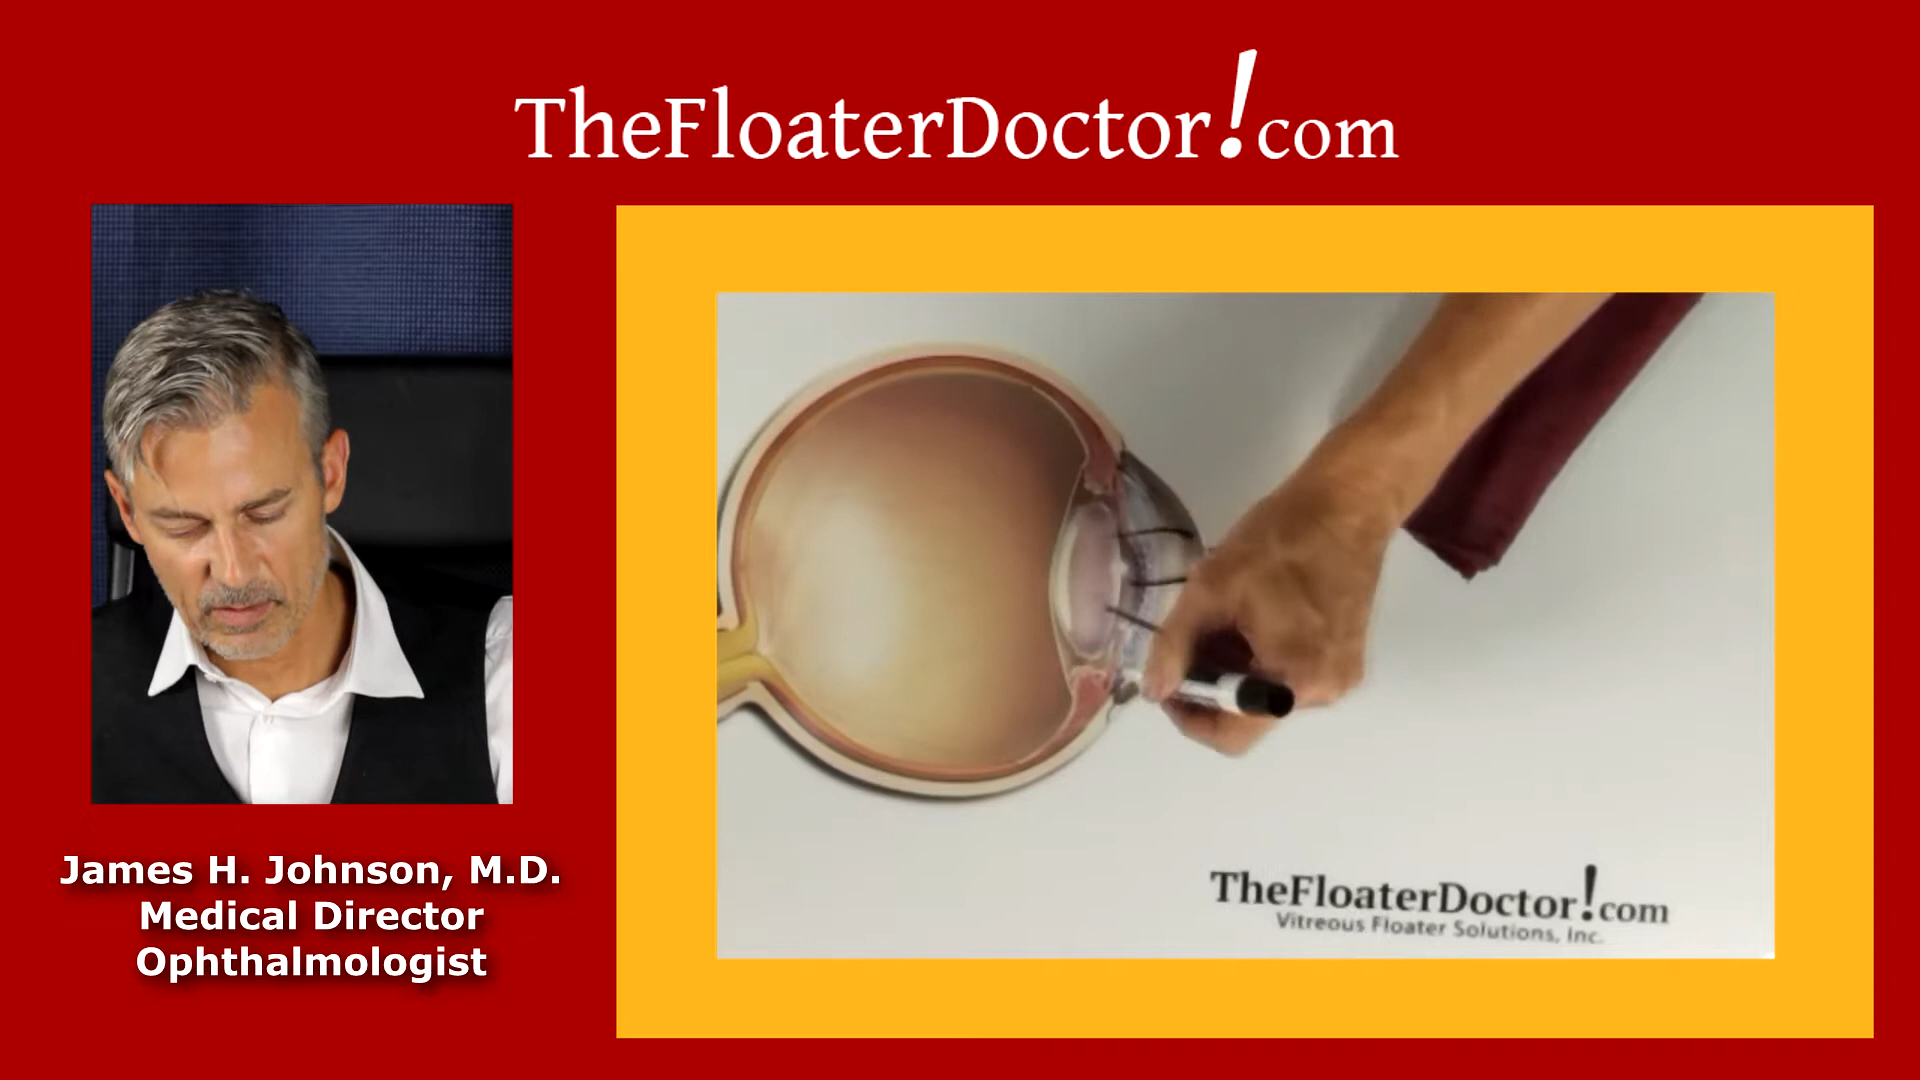 TheFloaterDoctor!com
James H. Johnson, M.D.
Medical Director
Ophthalmologist
TheFloaterDoctor!com
Vitreous Floater Solutions, Inc.